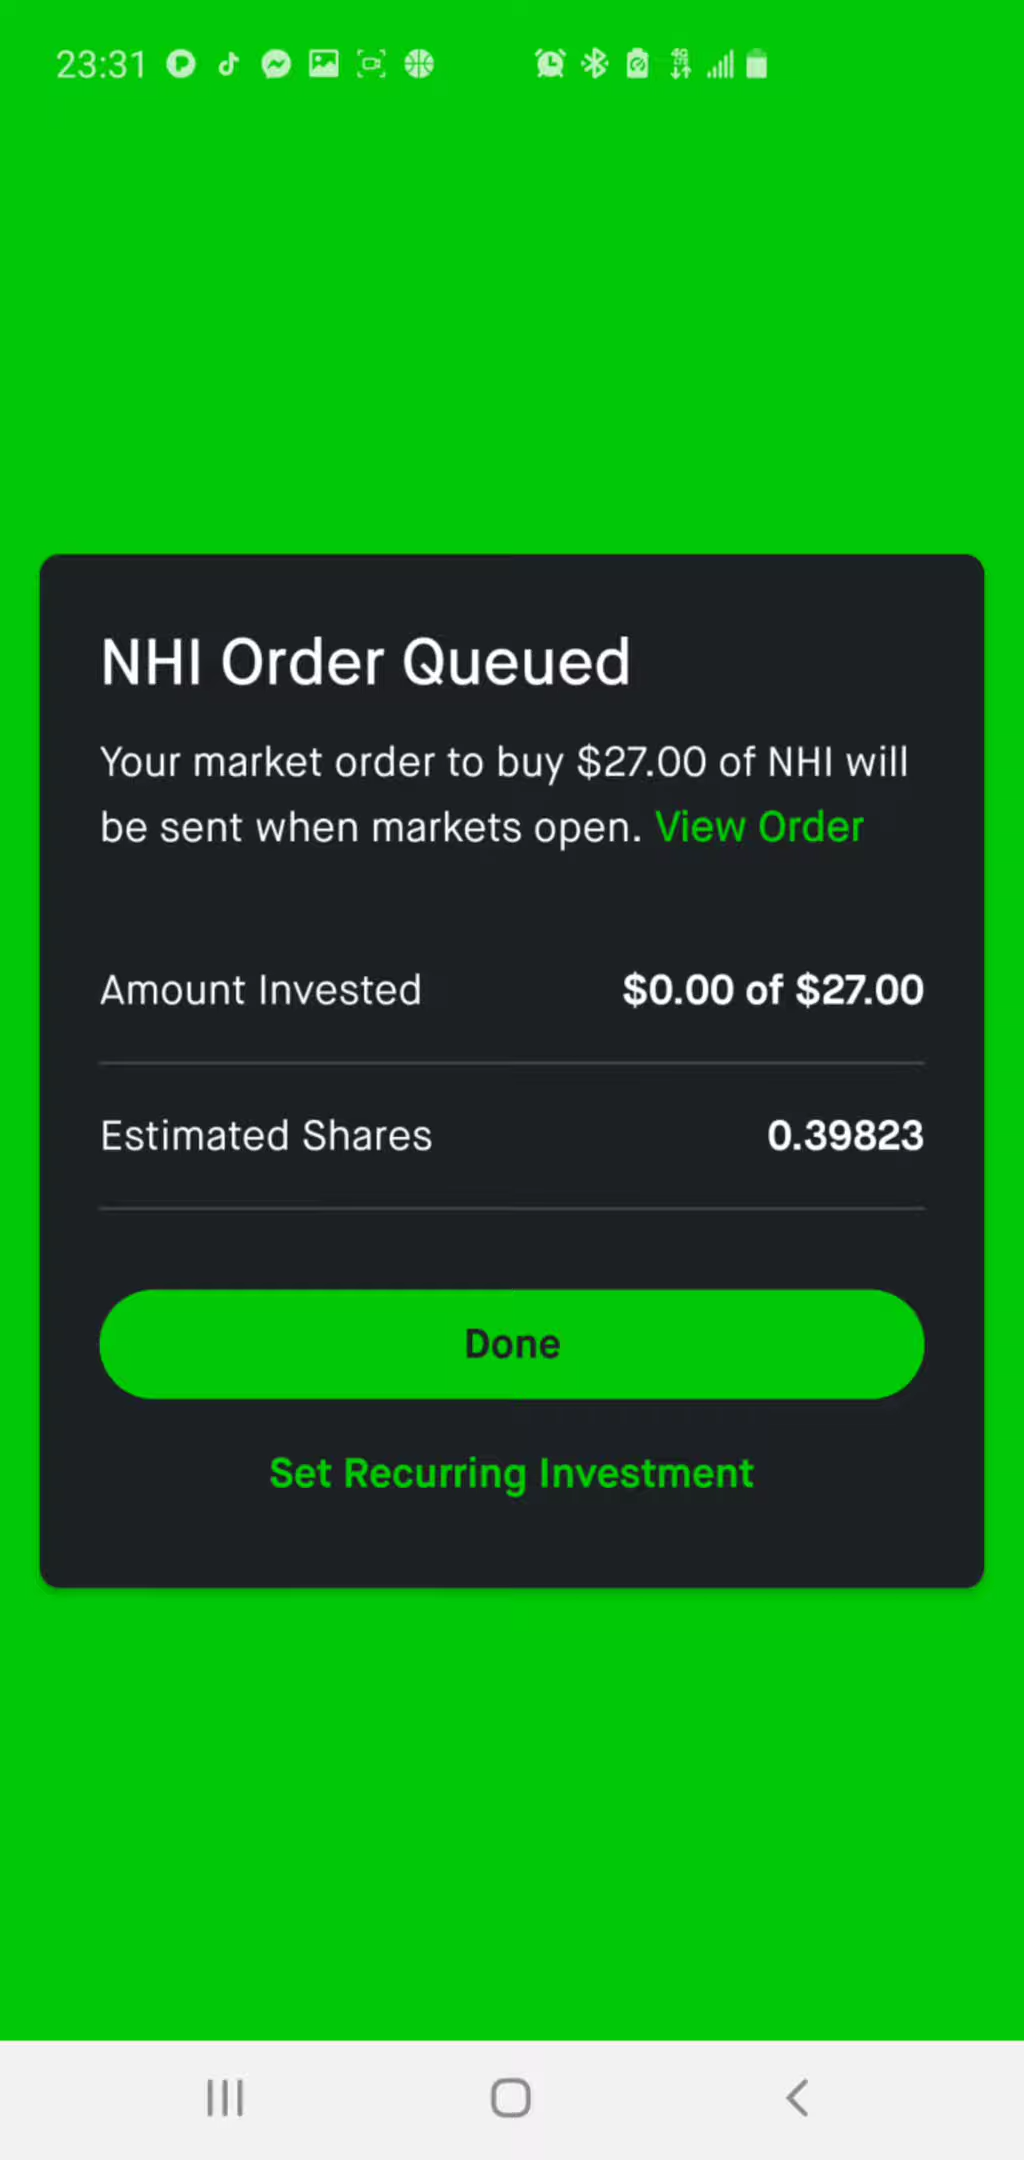 23:31
NHI Order Queued
Your market order to buy $27.00 of NHI will
be sent when markets open. View Order
Amount Invested $0.00 of $27.00
Estimated Shares 0.39823
Done
Set Recurring Investment